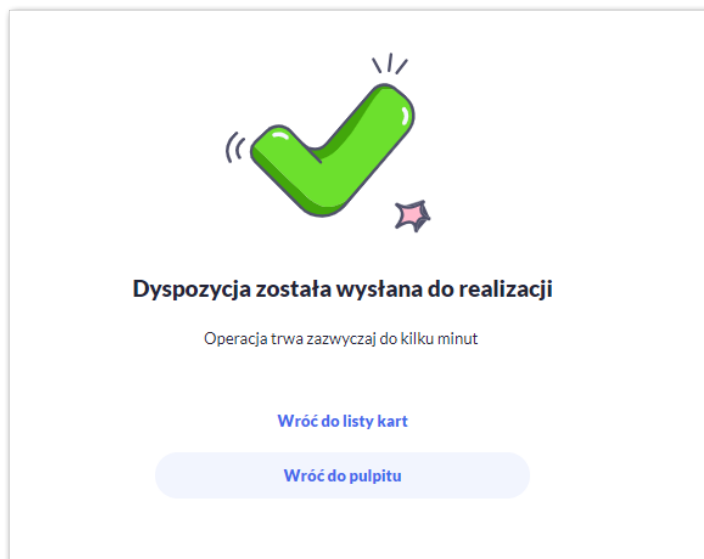 Dyspozycja została wysłana do realizacji
Operacja trwa zazwyczaj do kilku minut
Wróć do listy kart
Wróć do pulpitu